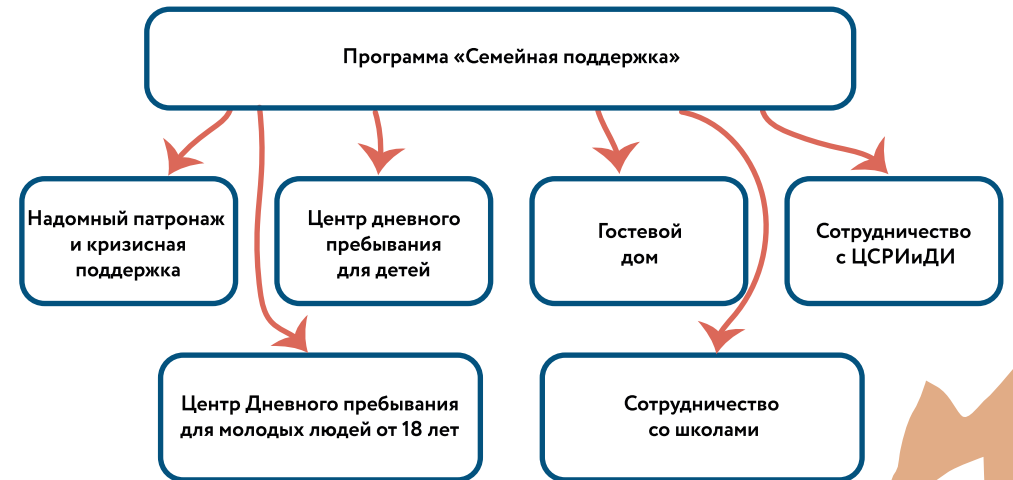 Программа «Семейная поддержка»
Надомный патронаж
и кризисная
поддержка
Центр дневного
пребывания
для детей
Гостевой
дом
Сотрудничество
с ЦСРИиДИ
Центр Дневного пребывания
для молодых людей от 18 лет
Сотрудничество
со школами